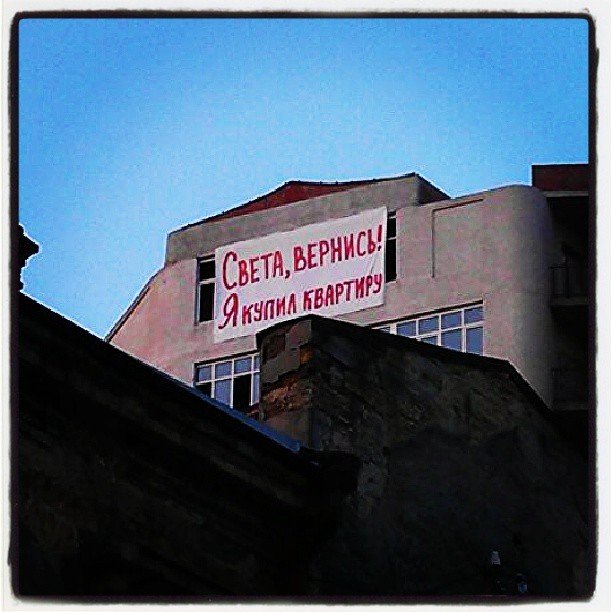 Света, вернись!
Я купил квартиру